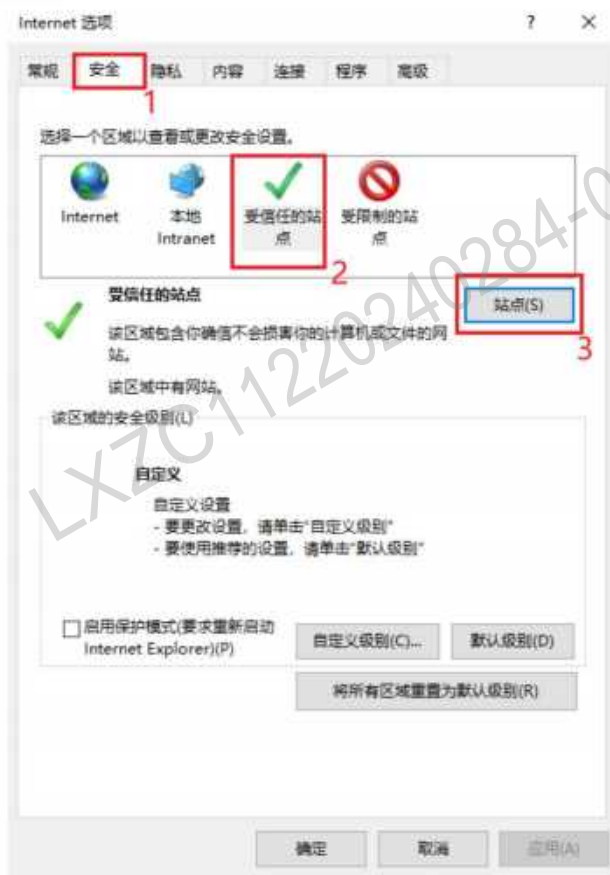 Internet 选项
常规 安全 隐私 内容 连接 程序 高级
1
选择一个区域以查看或更改安全设置。
Internet 本地 Intranet 受信任的站点 受限制的站点
2
受信任的站点
站点(S)
3
该区域包含你确信不会损害你的计算机或文件的网
站。
该区域中有网站。
该区域的安全级别(L)
自定义
自定义设置
- 要更改设置，请单击“自定义级别”
- 要使用推荐的设置，请单击“默认级别”
启用保护模式(要求重新启动
Internet Explorer)(P)
自定义级别(C)... 默认级别(D)
将所有区域重置为默认级别(R)
确定 取消 应用(A)
LXZC11220240284-0